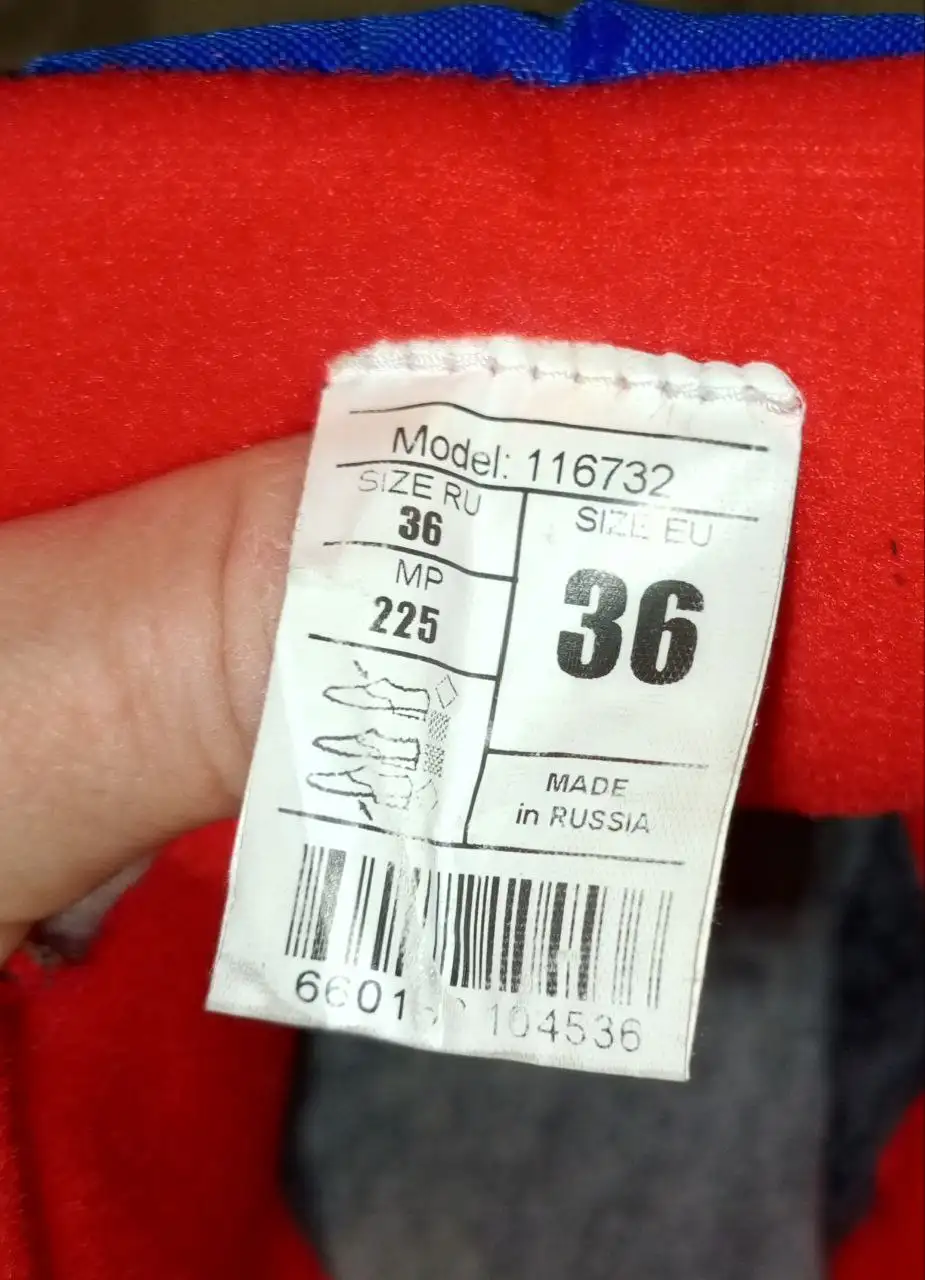 Model: 116732
SIZE RU
36
SIZE EU
36
MP
225
MADE
in RUSSIA
104536